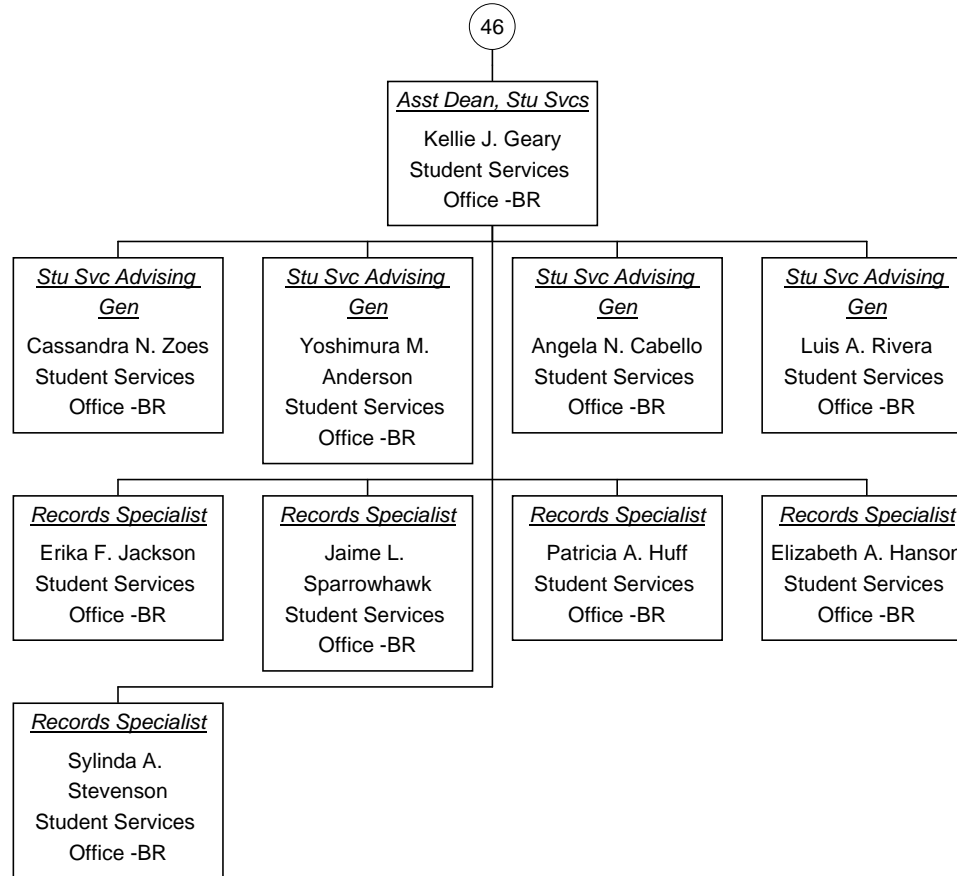 46
Asst Dean, Stu Svcs
Kellie J. Geary
Student Services
Office -BR
Stu Svc Advising
Gen
Cassandra N. Zoes
Student Services
Office -BR
Stu Svc Advising
Gen
Yoshimura M.
Anderson
Student Services
Office -BR
Stu Svc Advising
Gen
Angela N. Cabello
Student Services
Office -BR
Stu Svc Advising
Gen
Luis A. Rivera
Student Services
Office -BR
Records Specialist
Erika F. Jackson
Student Services
Office -BR
Records Specialist
Jaime L.
Sparrowhawk
Student Services
Office -BR
Records Specialist
Patricia A. Huff
Student Services
Office -BR
Records Specialist
Elizabeth A. Hanson
Student Services
Office -BR
Records Specialist
Sylinda A.
Stevenson
Student Services
Office -BR